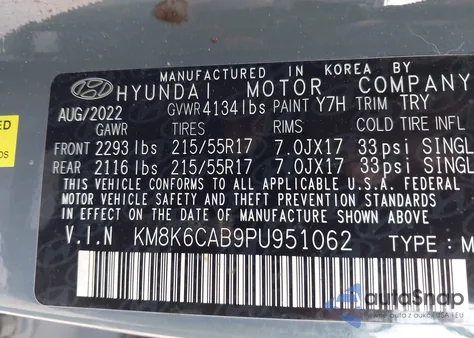 MANUFACTURED IN KOREA BY
HYUNDAI MOTOR COMPANY
AUG/2022 GVWR 4134 lbs PAINT Y7H TRIM TRY
GAWR TIRES RIMS COLD TIRE INFL
FRONT 2293 lbs 215/55R17 7.0JX17 33psi SINGL
REAR 2116 lbs 215/55R17 7.0JX17 33psi SINGL
THIS VEHICLE CONFORMS TO ALL APPLICABLE U.S.A. FEDERAL
MOTOR VEHICLE SAFETY AND THEFT PREVENTION STANDARDS
IN EFFECT ON THE DATE OF MANUFACTURE SHOWN ABOVE.
V.I.N KM8K6CAB9PU951062 TYPE : M
ED
OS
autoSnap